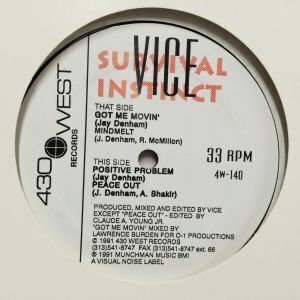 VICE
SURVIVAL
INSTINCT
430 WEST
RECORDS
THAT SIDE
GOT ME MOVIN'
(Jay Denham)
MINDMELT
(J. Denham, R. McMillon)
THIS SIDE
POSITIVE PROBLEM
(Jay Denham)
PEACE OUT
(J. Denham, A. Shakir)
33 RPM
4W-140
PRODUCED, MIXED AND EDITED BY VICE
EXCEPT "PEACE OUT" - EDITED BY
CLAUDE A. YOUNG JR.
"GOT ME MOVIN" MIXED BY
LAWRENCE BURDEN FOR O-1 PRODUCTIONS
© 1991 430 WEST RECORDS
(313)541-8747 (313)541-8747 ext. 66
℗ 1991 MUNCHMAN MUSIC BMI
A VISUAL NOISE LABEL